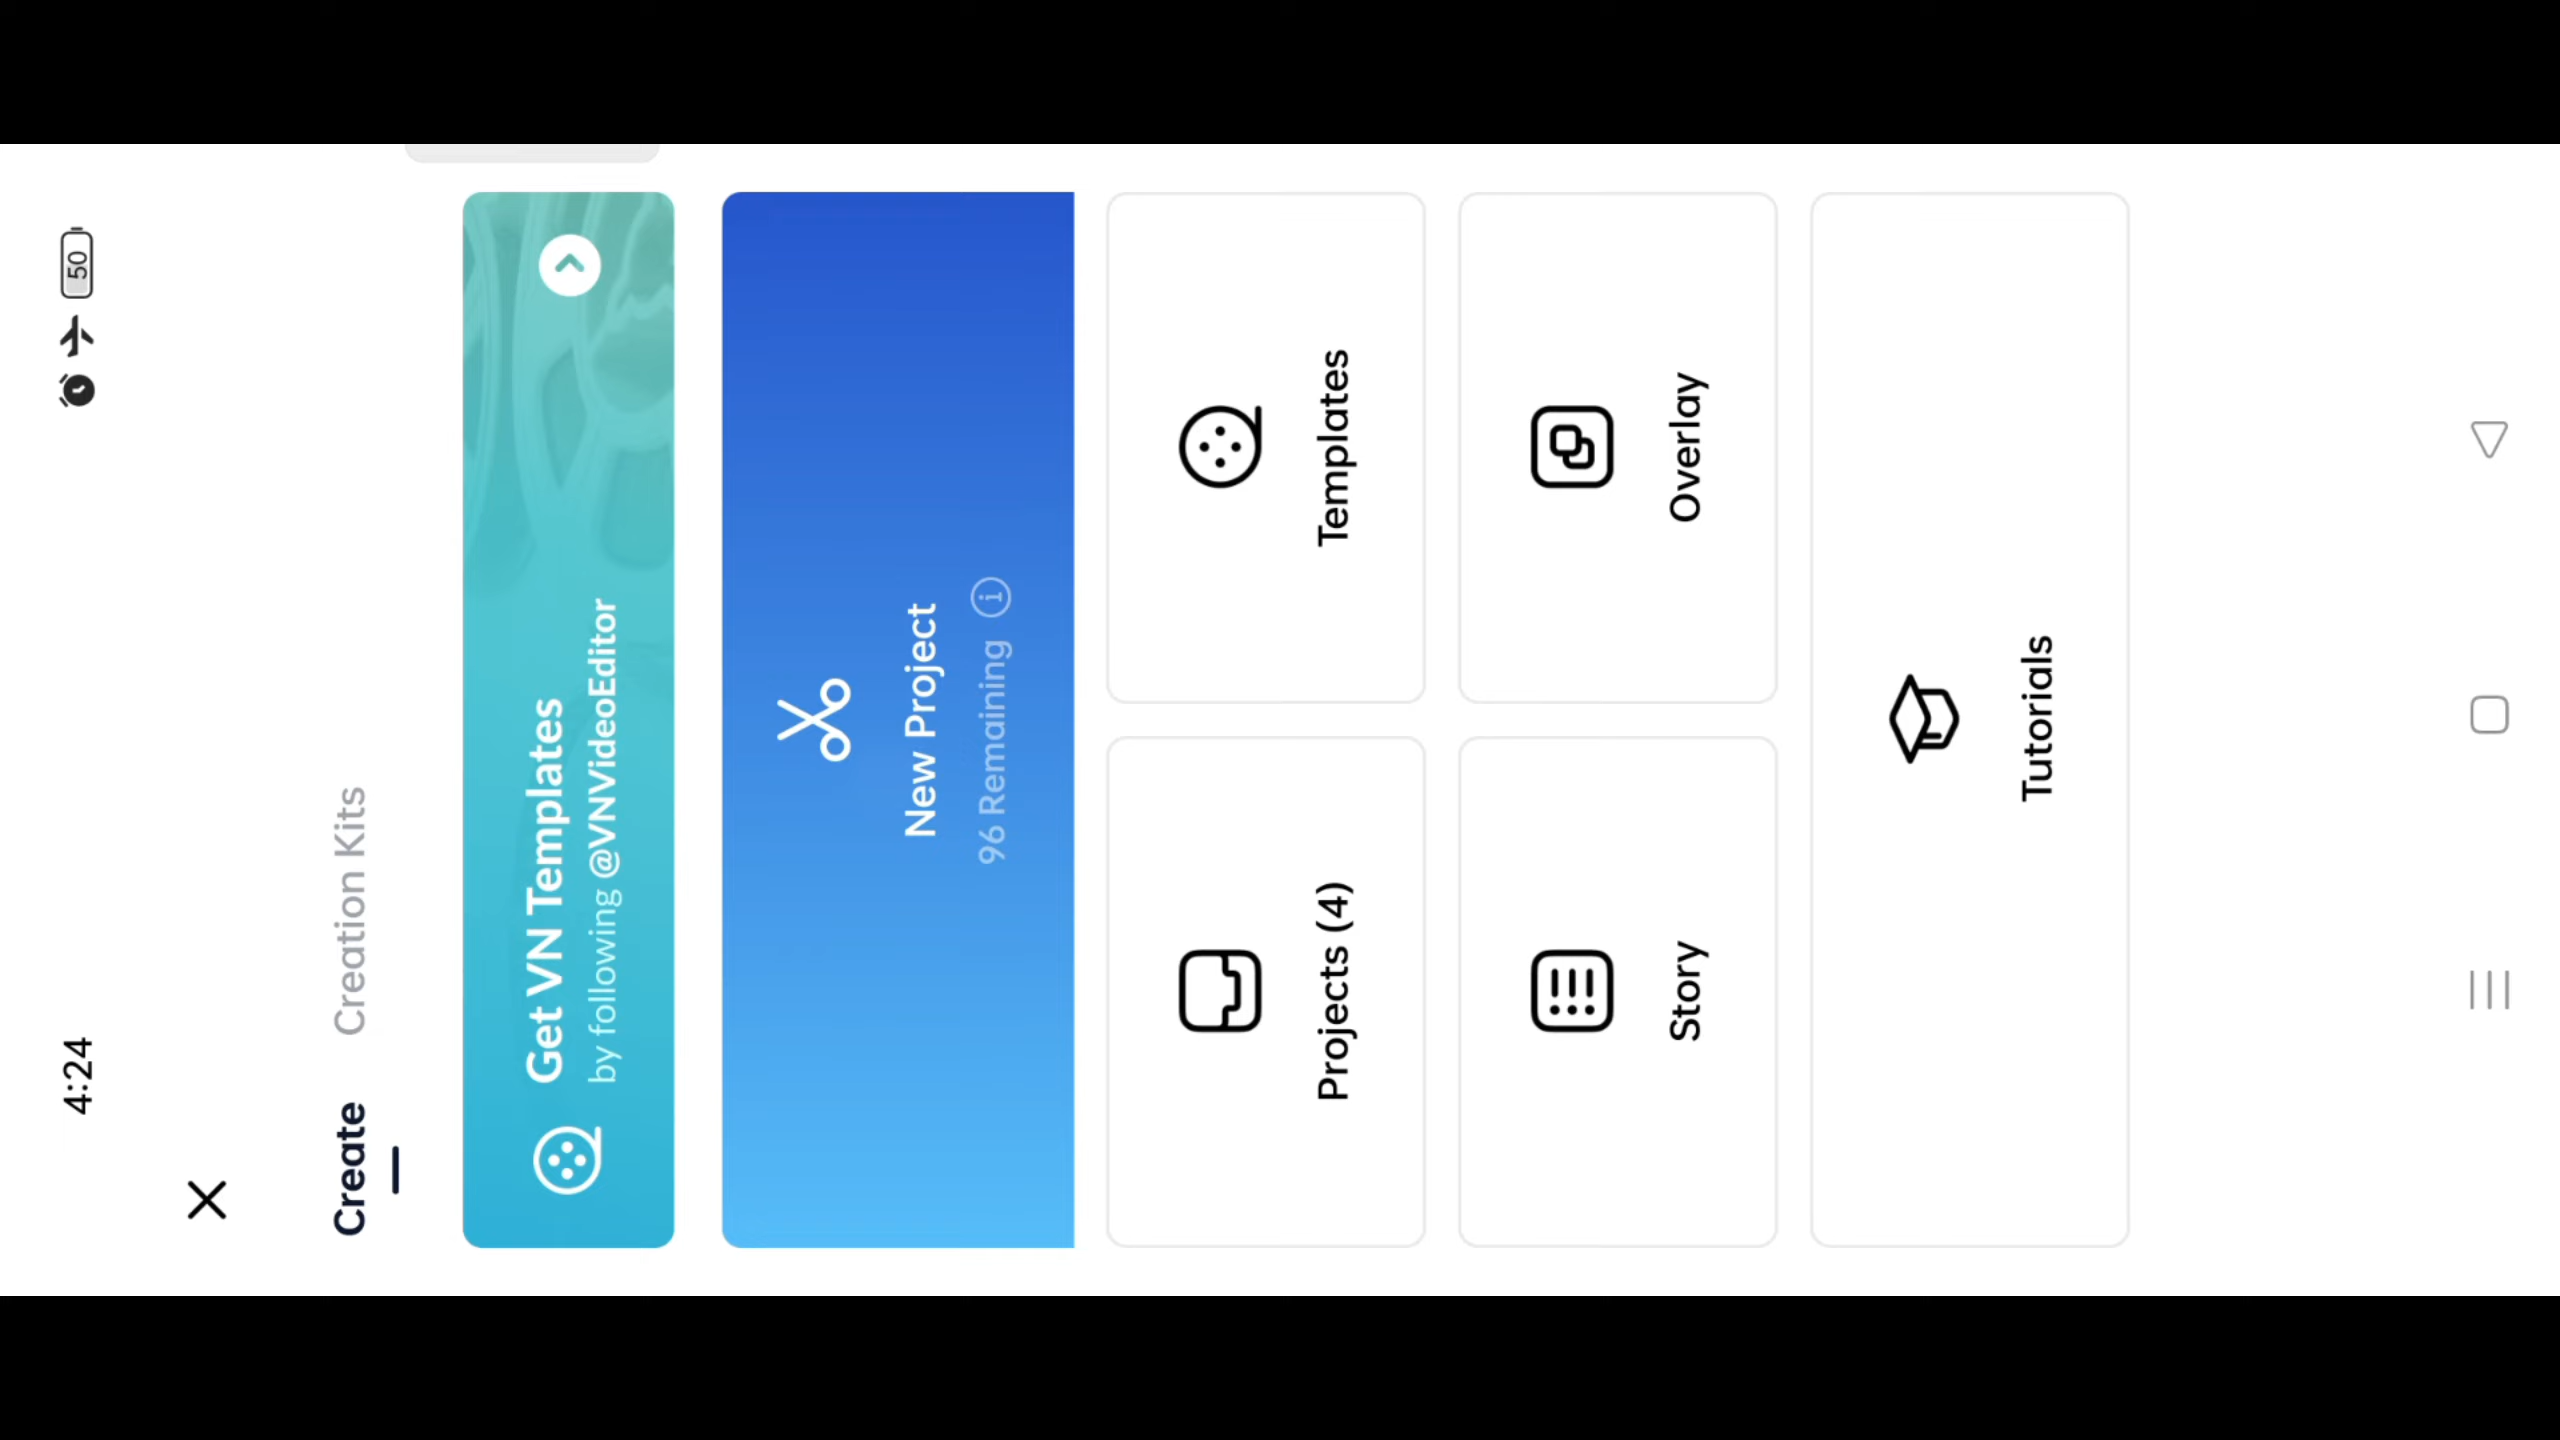 4:24
50
Create
Creation Kits
Get VN Templates
by following @VNVideoEditor
New Project
96 Remaining
Projects (4)
Templates
Story
Overlay
Tutorials